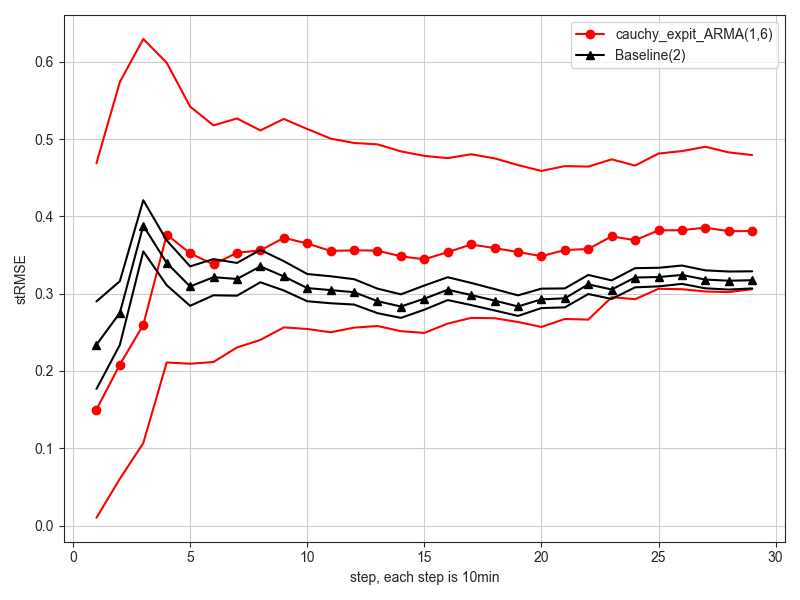 cauchy_expit_ARMA(1,6)
Baseline(2)
stRMSE
0.6
0.5
0.4
0.3
0.2
0.1
0.0
0 5 10 15 20 25 30
step, each step is 10min